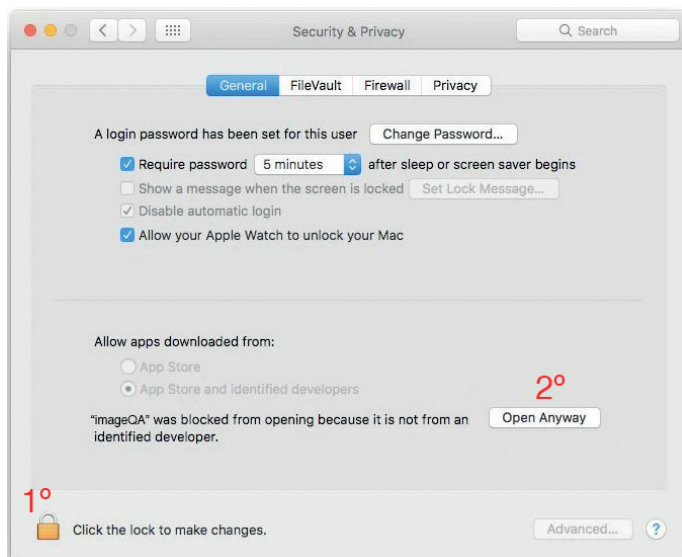 Security & Privacy
Search
General FileVault Firewall Privacy
A login password has been set for this user Change Password...
Require password 5 minutes after sleep or screen saver begins
Show a message when the screen is locked Set Lock Message...
Disable automatic login
Allow your Apple Watch to unlock your Mac
Allow apps downloaded from:
App Store
App Store and identified developers
2º
“imageQA” was blocked from opening because it is not from an
identified developer.
Open Anyway
1º
Click the lock to make changes.
Advanced... ?